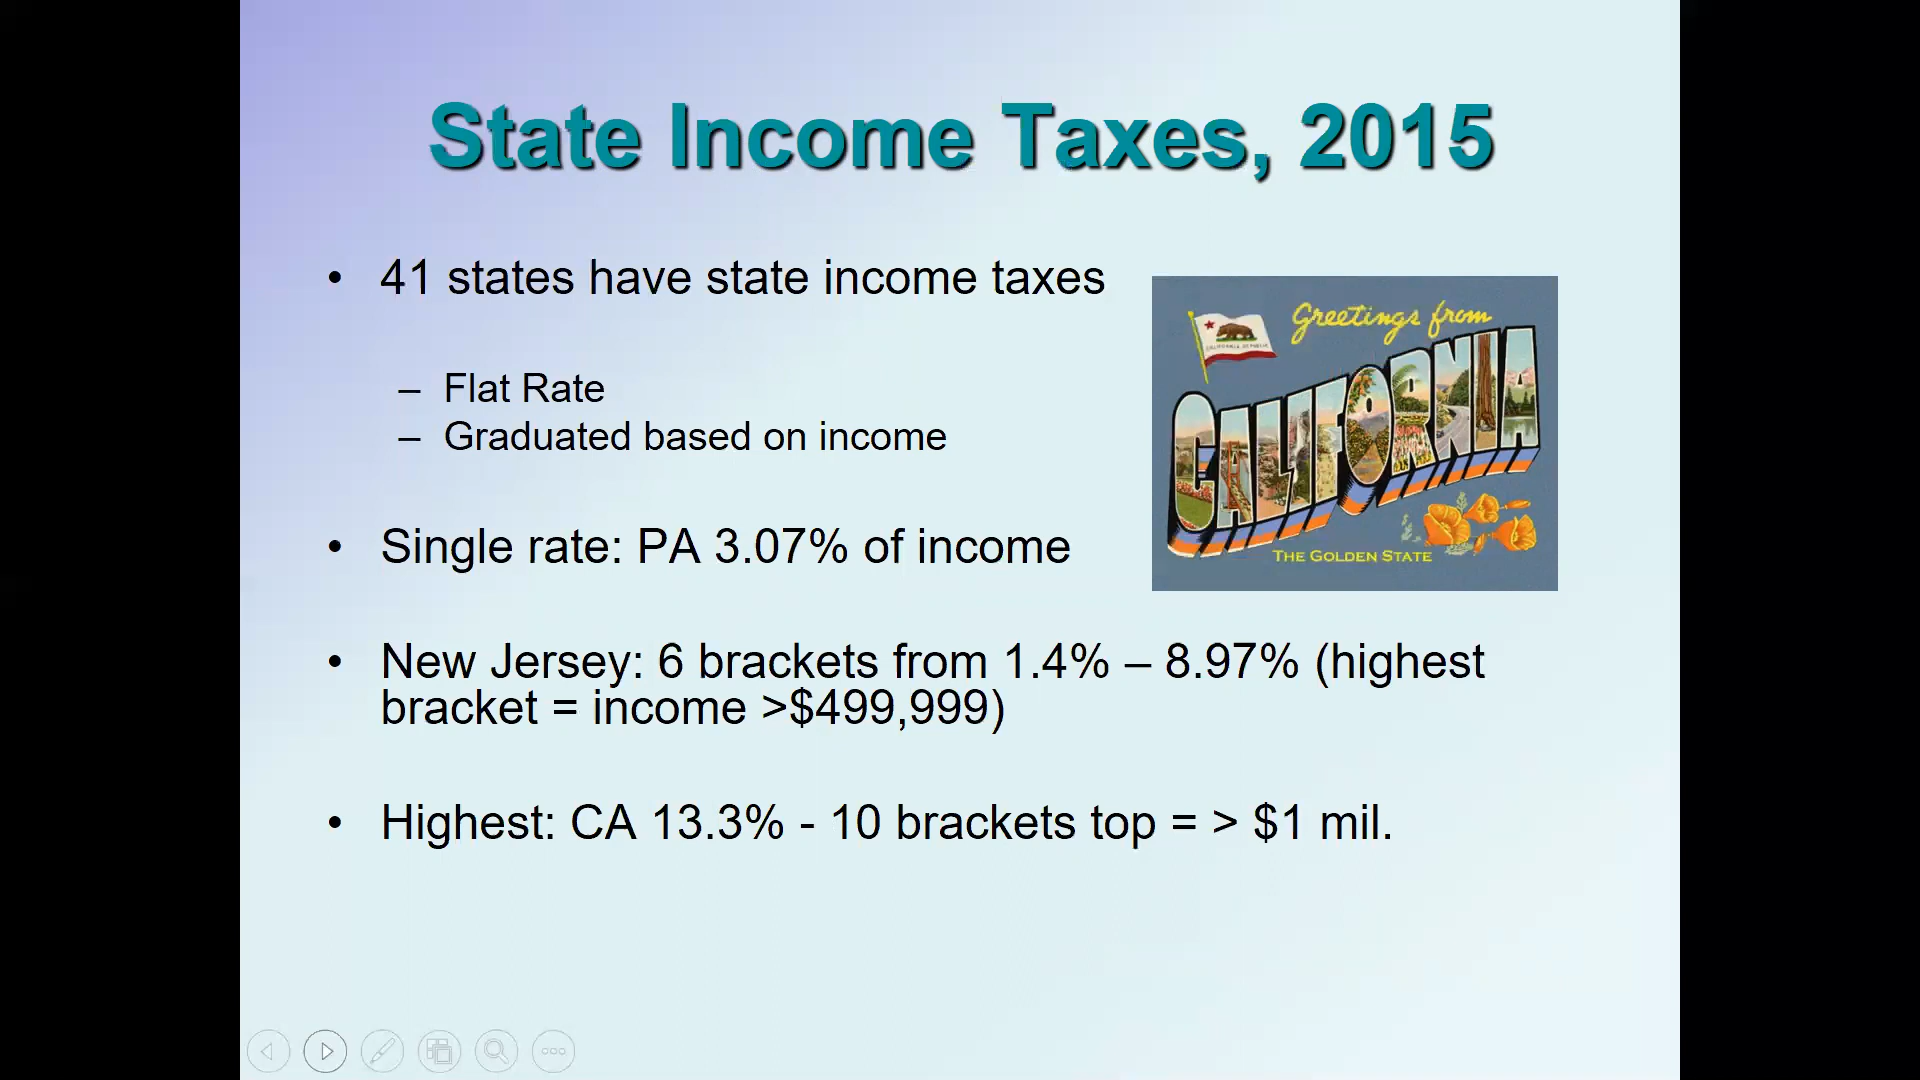 State Income Taxes, 2015
• 41 states have state income taxes
– Flat Rate
– Graduated based on income
Greetings from
CALIFORNIA REPUBLIC
CALIFORNIA
THE GOLDEN STATE
• Single rate: PA 3.07% of income
• New Jersey: 6 brackets from 1.4% – 8.97% (highest
bracket = income >$499,999)
• Highest: CA 13.3% - 10 brackets top = > $1 mil.